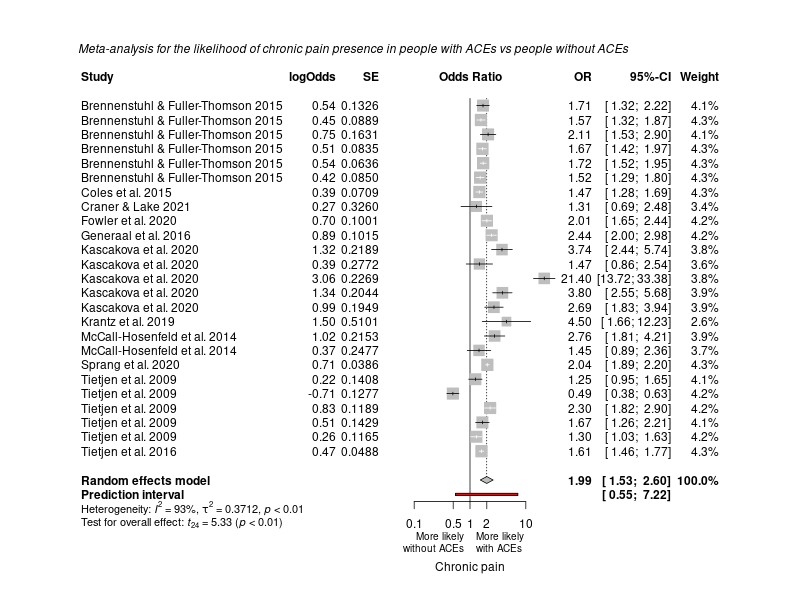 Meta-analysis for the likelihood of chronic pain presence in people with ACEs vs people without ACEs
Study logOdds SE Odds Ratio OR 95%-CI Weight
Brennenstuhl & Fuller-Thomson 2015 0.54 0.1326 1.71 [ 1.32; 2.22] 4.1%
Brennenstuhl & Fuller-Thomson 2015 0.45 0.0889 1.57 [ 1.32; 1.87] 4.3%
Brennenstuhl & Fuller-Thomson 2015 0.75 0.1631 2.11 [ 1.53; 2.90] 4.1%
Brennenstuhl & Fuller-Thomson 2015 0.51 0.0835 1.67 [ 1.42; 1.97] 4.3%
Brennenstuhl & Fuller-Thomson 2015 0.54 0.0636 1.72 [ 1.52; 1.95] 4.3%
Brennenstuhl & Fuller-Thomson 2015 0.42 0.0850 1.52 [ 1.29; 1.80] 4.3%
Coles et al. 2015 0.39 0.0709 1.47 [ 1.28; 1.69] 4.3%
Craner & Lake 2021 0.27 0.3260 1.31 [ 0.69; 2.48] 3.4%
Fowler et al. 2020 0.70 0.1001 2.01 [ 1.65; 2.44] 4.2%
Generaal et al. 2016 0.89 0.1015 2.44 [ 2.00; 2.98] 4.2%
Kascakova et al. 2020 1.32 0.2189 3.74 [ 2.44; 5.74] 3.8%
Kascakova et al. 2020 0.39 0.2772 1.47 [ 0.86; 2.54] 3.6%
Kascakova et al. 2020 3.06 0.2269 21.40 [13.72; 33.38] 3.8%
Kascakova et al. 2020 1.34 0.2044 3.80 [ 2.55; 5.68] 3.9%
Kascakova et al. 2020 0.99 0.1949 2.69 [ 1.83; 3.94] 3.9%
Krantz et al. 2019 1.50 0.5101 4.50 [ 1.66; 12.23] 2.6%
McCall-Hosenfeld et al. 2014 1.02 0.2153 2.76 [ 1.81; 4.21] 3.9%
McCall-Hosenfeld et al. 2014 0.37 0.2477 1.45 [ 0.89; 2.36] 3.7%
Sprang et al. 2020 0.71 0.0386 2.04 [ 1.89; 2.20] 4.3%
Tietjen et al. 2009 0.22 0.1408 1.25 [ 0.95; 1.65] 4.1%
Tietjen et al. 2009 -0.71 0.1277 0.49 [ 0.38; 0.63] 4.2%
Tietjen et al. 2009 0.83 0.1189 2.30 [ 1.82; 2.90] 4.2%
Tietjen et al. 2009 0.51 0.1429 1.67 [ 1.26; 2.21] 4.1%
Tietjen et al. 2009 0.26 0.1165 1.30 [ 1.03; 1.63] 4.2%
Tietjen et al. 2016 0.47 0.0488 1.61 [ 1.46; 1.77] 4.3%
Random effects model 1.99 [ 1.53; 2.60] 100.0%
Prediction interval [ 0.55; 7.22]
Heterogeneity: I² = 93%, τ² = 0.3712, p < 0.01
Test for overall effect: t₂₄ = 5.33 (p < 0.01)
0.1 0.5 1 2 10
More likely More likely
without ACEs with ACEs
Chronic pain